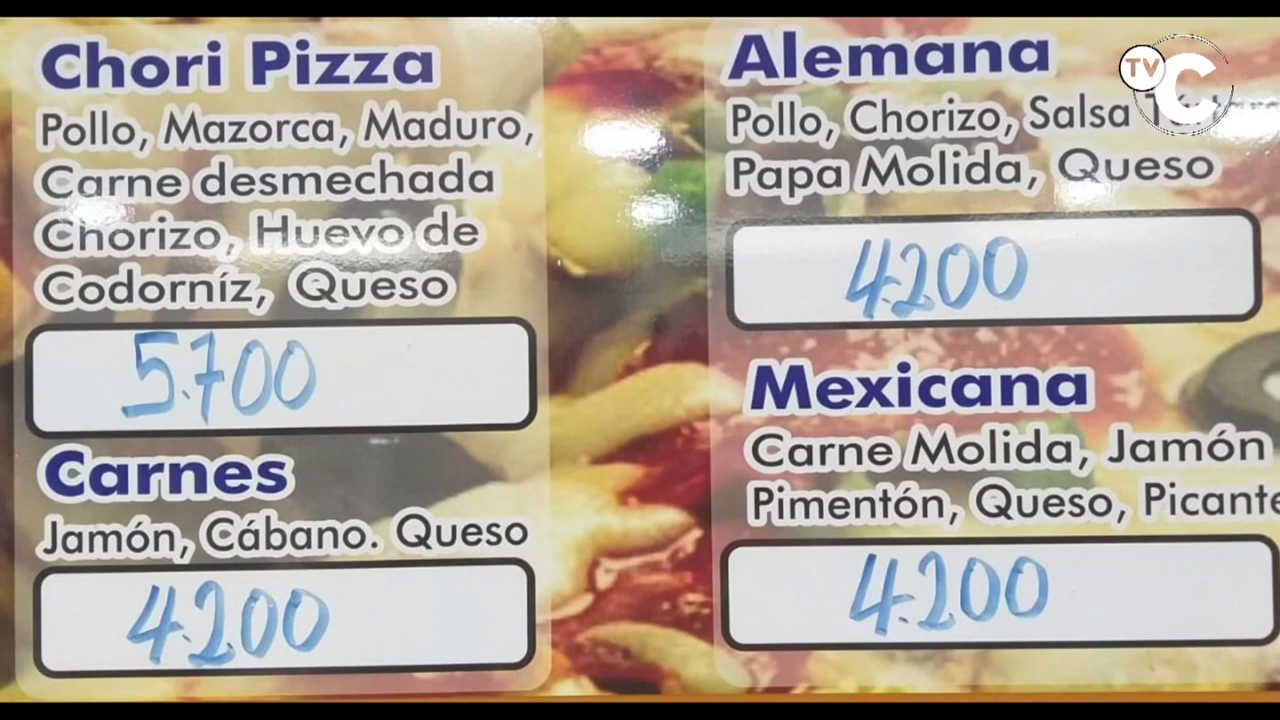 Chori Pizza
Pollo, Mazorca, Maduro,
Carne desmechada
Chorizo, Huevo de
Codorníz, Queso
5.700
Carnes
Jamón, Cábano. Queso
4.200
Alemana
Pollo, Chorizo, Salsa
Papa Molida, Queso
4.200
Mexicana
Carne Molida, Jamón
Pimentón, Queso, Picante
4.200
TV C